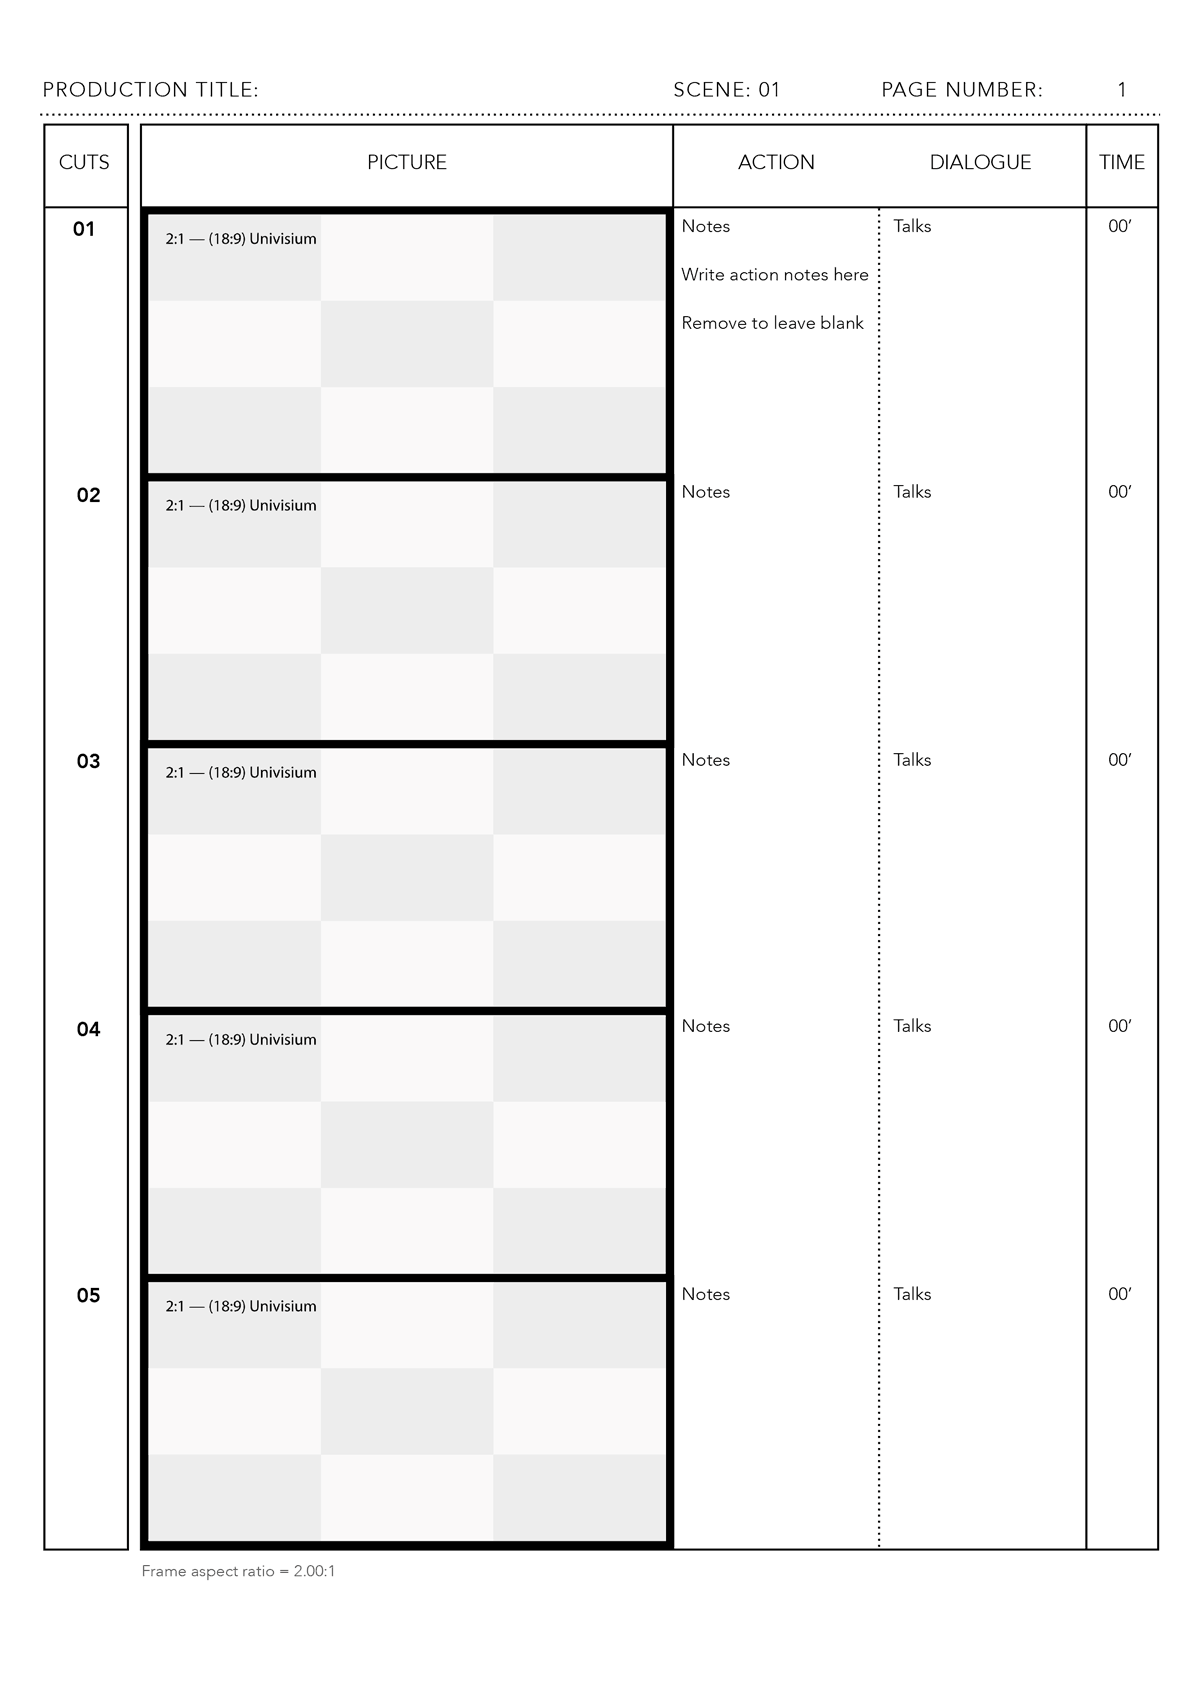 PRODUCTION TITLE: SCENE: 01 PAGE NUMBER: 1
CUTS PICTURE ACTION DIALOGUE TIME
01 2:1 — (18:9) Univisium Notes Talks 00’
Write action notes here
Remove to leave blank
02 2:1 — (18:9) Univisium Notes Talks 00’
03 2:1 — (18:9) Univisium Notes Talks 00’
04 2:1 — (18:9) Univisium Notes Talks 00’
05 2:1 — (18:9) Univisium Notes Talks 00’
Frame aspect ratio = 2.00:1